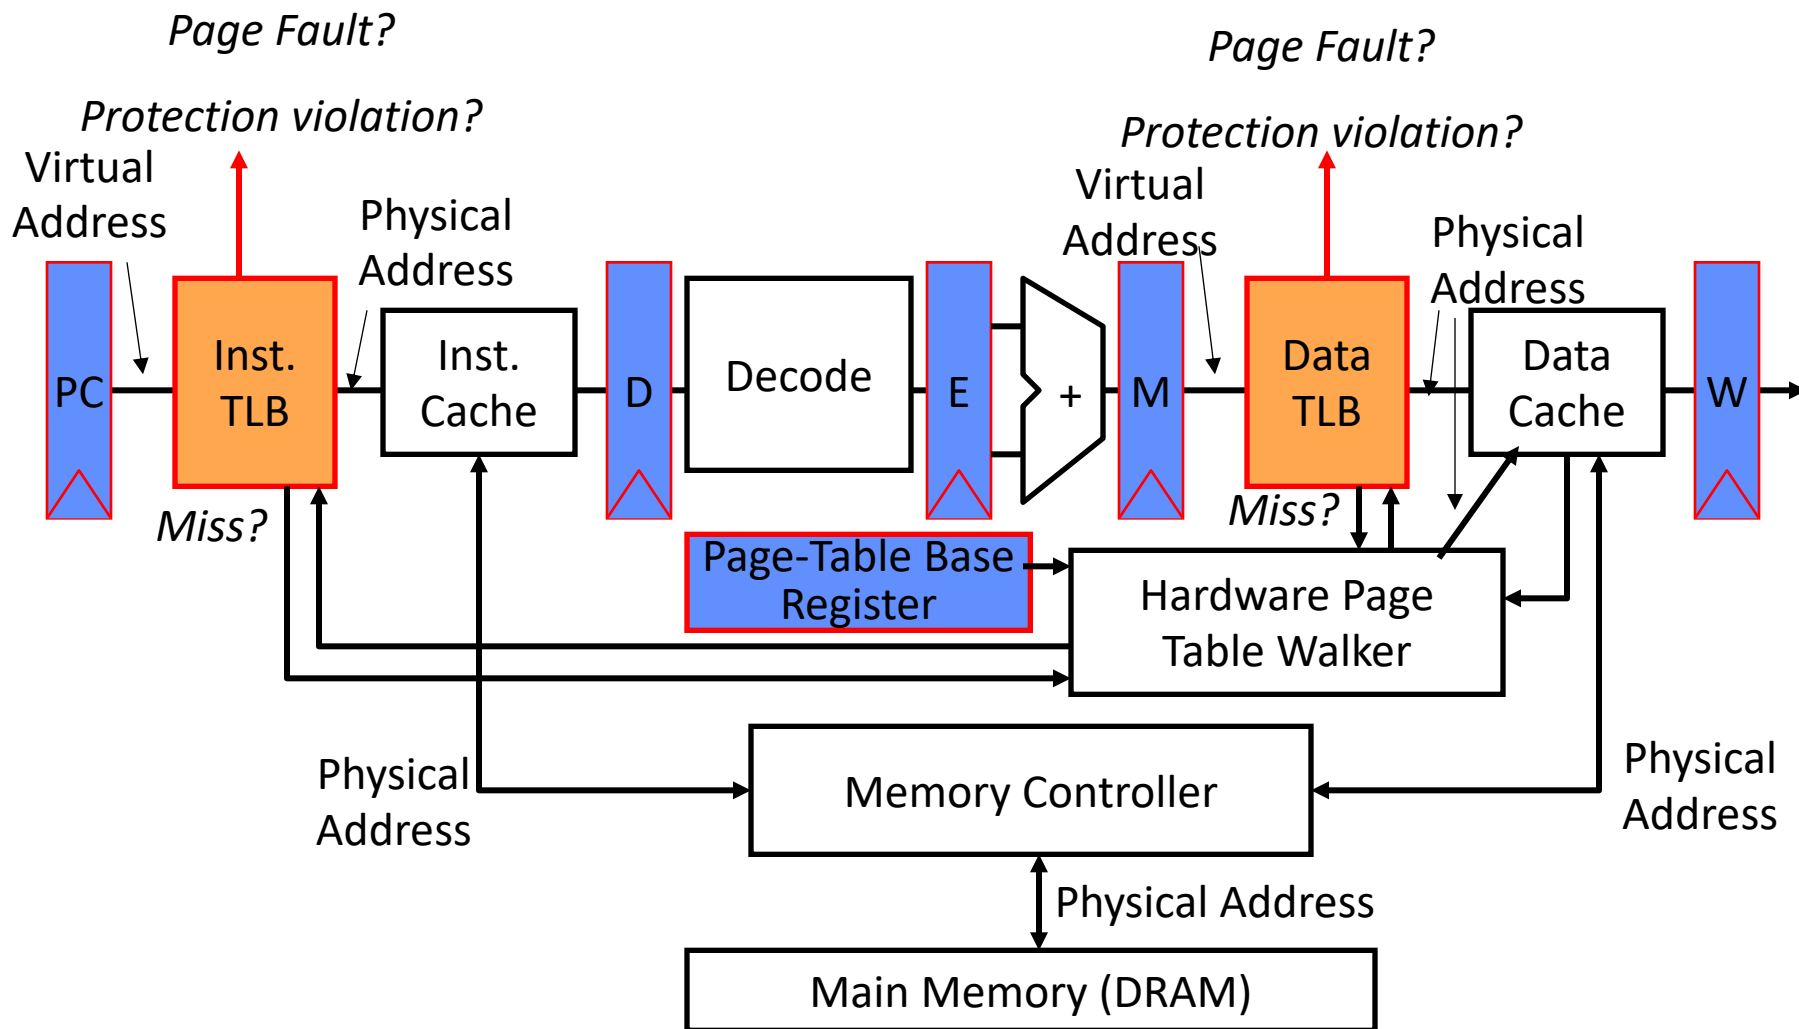 Page Fault?
Protection violation?
Page Fault?
Protection violation?
Virtual
Address
Physical
Address
Virtual
Address
Physical
Address
PC
Inst.
TLB
Inst.
Cache
D
Decode
E
+
M
Data
TLB
Data
Cache
W
Miss?
Miss?
Page-Table Base
Register
Hardware Page
Table Walker
Physical
Address
Memory Controller
Physical
Address
Physical Address
Main Memory (DRAM)